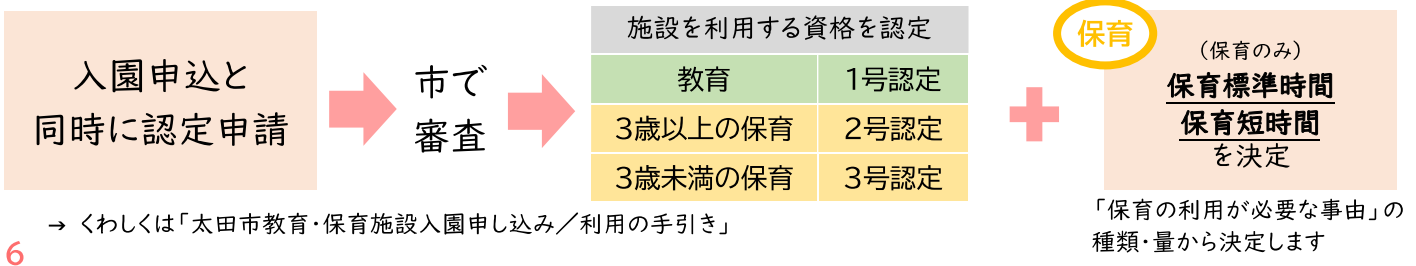 入園申込と
同時に認定申請
市で
審査
施設を利用する資格を認定
教育 1号認定
3歳以上の保育 2号認定
3歳未満の保育 3号認定
保育
（保育のみ）
保育標準時間
保育短時間
を決定
「保育の利用が必要な事由」の
種類・量から決定します
→ くわしくは「太田市教育・保育施設入園申し込み／利用の手引き」
6